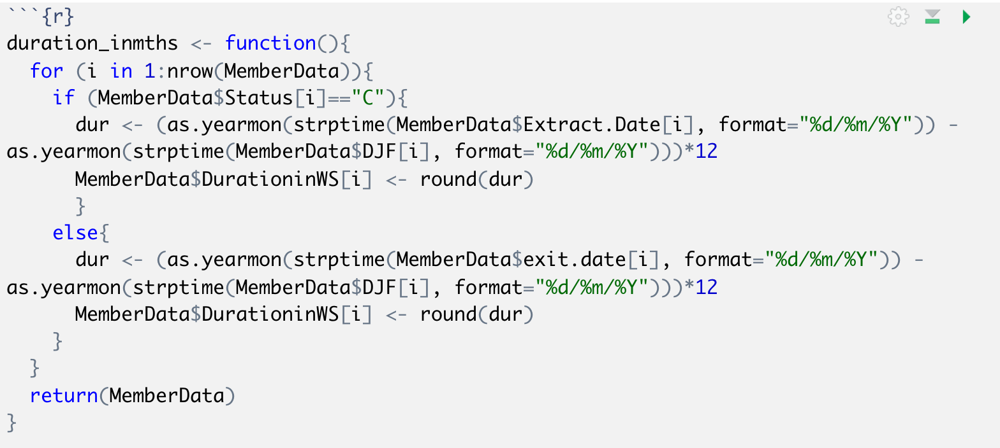 ```{r}
duration_inmths <- function(){
  for (i in 1:nrow(MemberData)){
    if (MemberData$Status[i]=="C"){
      dur <- (as.yearmon(strptime(MemberData$Extract.Date[i], format="%d/%m/%Y")) -
as.yearmon(strptime(MemberData$DJF[i], format="%d/%m/%Y")))*12
      MemberData$DurationinWS[i] <- round(dur)
      }
    else{
      dur <- (as.yearmon(strptime(MemberData$exit.date[i], format="%d/%m/%Y")) -
as.yearmon(strptime(MemberData$DJF[i], format="%d/%m/%Y")))*12
      MemberData$DurationinWS[i] <- round(dur)
    }
  }
  return(MemberData)
}